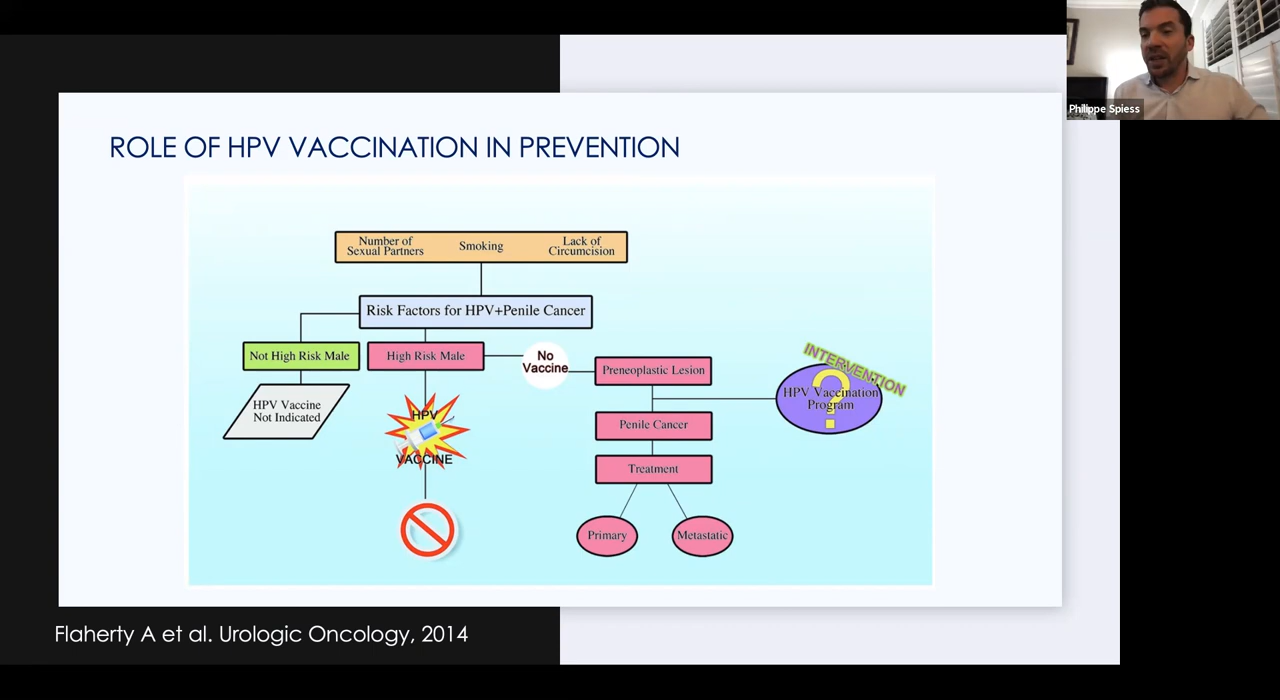 Philippe Spiess
ROLE OF HPV VACCINATION IN PREVENTION
Number of
Sexual Partners
Smoking
Lack of
Circumcision
Risk Factors for HPV+Penile Cancer
Not High Risk Male
High Risk Male
No
Vaccine
Preneoplastic Lesion
INTERVENTION
?
HPV Vaccination
Program
HPV Vaccine
Not Indicated
HPV
VACCINE
Penile Cancer
Treatment
Primary
Metastatic
Flaherty A et al. Urologic Oncology, 2014